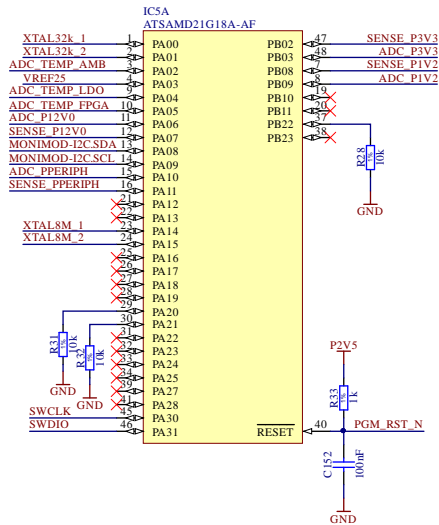 IC5A
ATSAMD21G18A-AF
XTAL32k_1 1 PA00 PB02 47 SENSE_P3V3
XTAL32k_2 2 PA01 PB03 48 ADC_P3V3
ADC_TEMP_AMB 3 PA02 PB08 7 SENSE_P1V2
VREF25 4 PA03 PB09 8 ADC_P1V2
ADC_TEMP_LDO 9 PA04 PB10 19
ADC_TEMP_FPGA 10 PA05 PB11 20
ADC_P12V0 11 PA06 PB22 37
SENSE_P12V0 12 PA07 PB23 38
MONIMOD-I2C.SDA 13 PA08
MONIMOD-I2C.SCL 14 PA09
ADC_PPERIPH 15 PA10
SENSE_PPERIPH 16 PA11
R28 1% 10k
GND
21 PA12
22 PA13
XTAL8M_1 23 PA14
XTAL8M_2 24 PA15
25 PA16
26 PA17
27 PA18
28 PA19
29 PA20
30 PA21
31 PA22
32 PA23
33 PA24
34 PA25
39 PA27
41 PA28
R31 1% 10k
R32 1% 10k
GND
GND
P2V5
R33 1% 1k
SWCLK 45 PA30
SWDIO 46 PA31
RESET 40 PGM_RST_N
C152 100nF
GND